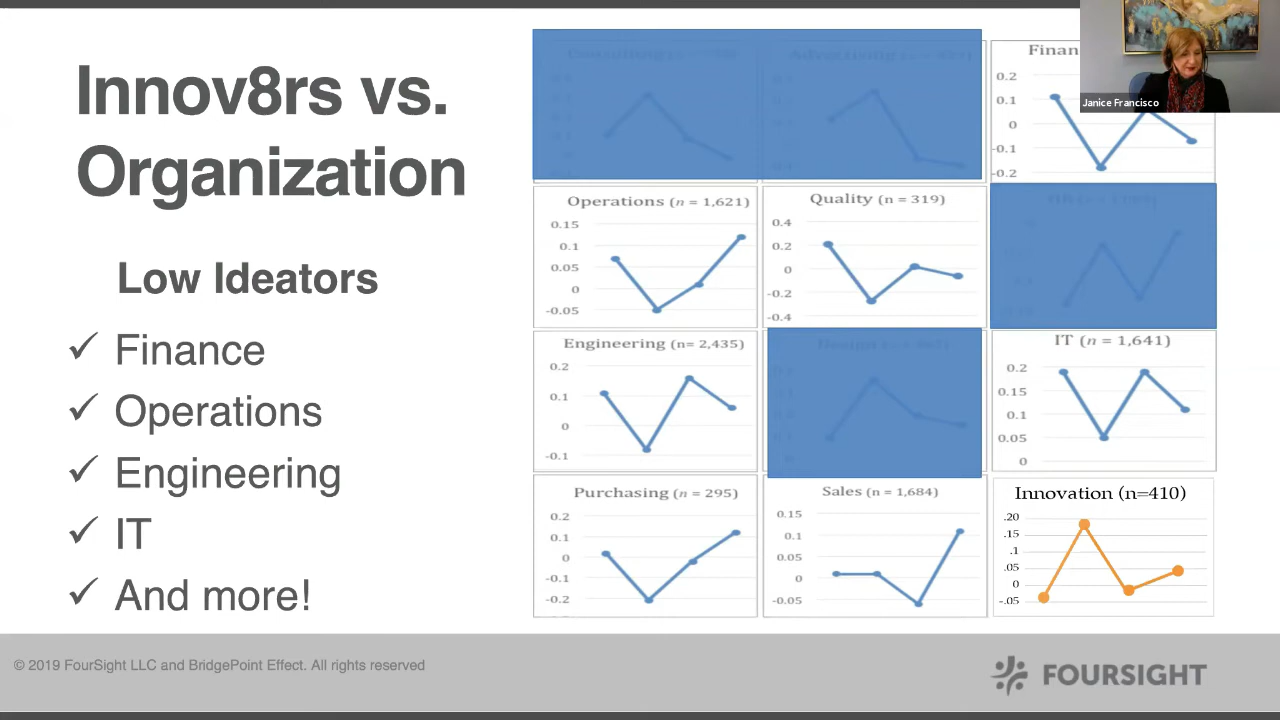 Innov8rs vs.
Organization
Low Ideators
✓ Finance
✓ Operations
✓ Engineering
✓ IT
✓ And more!
Finan
0.2
0.1
0
-0.1
-0.2
Janice Francisco
Operations (n = 1,621)
0.15
0.1
0.05
0
-0.05
Quality (n = 319)
0.4
0.2
0
-0.2
-0.4
Engineering (n= 2,435)
0.2
0.1
0
-0.1
IT (n = 1,641)
0.2
0.15
0.1
0.05
0
Purchasing (n = 295)
0.2
0.1
0
-0.1
-0.2
Sales (n = 1,684)
0.15
0.1
0.05
0
-0.05
Innovation (n=410)
.20
.15
.1
.05
0
-.05
© 2019 FourSight LLC and BridgePoint Effect. All rights reserved
FOURSIGHT